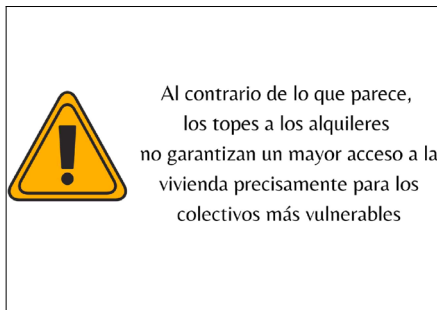 Al contrario de lo que parece,
los topes a los alquileres
no garantizan un mayor acceso a la
vivienda precisamente para los
colectivos más vulnerables